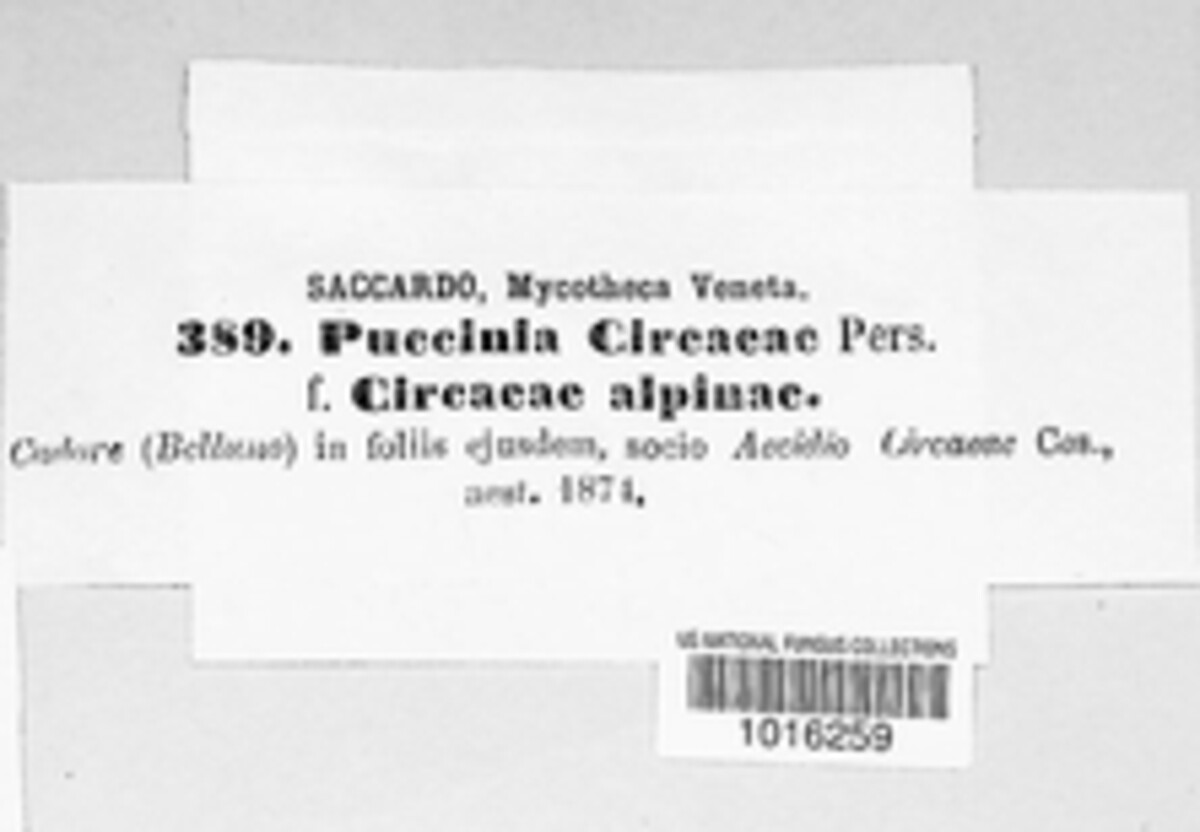 SACCARDO, Mycotheca Veneta.
389. Puccinia Circaeae Pers.
f. Circaeae alpinae.
Cadore (Belluno) in foliis ejusdem, socio Aecidio Circaeae Ces.,
aest. 1874.
US NATIONAL FUNGUS COLLECTIONS
1016259